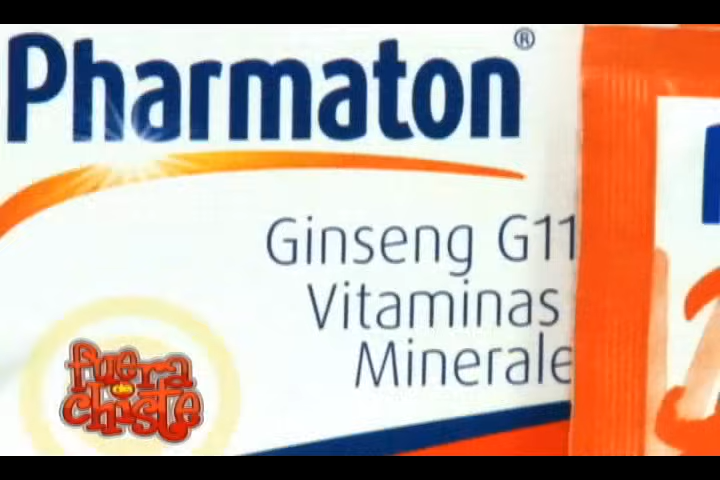 Pharmaton®
Ginseng G11
Vitaminas
Minerale
fuera
de
chiste